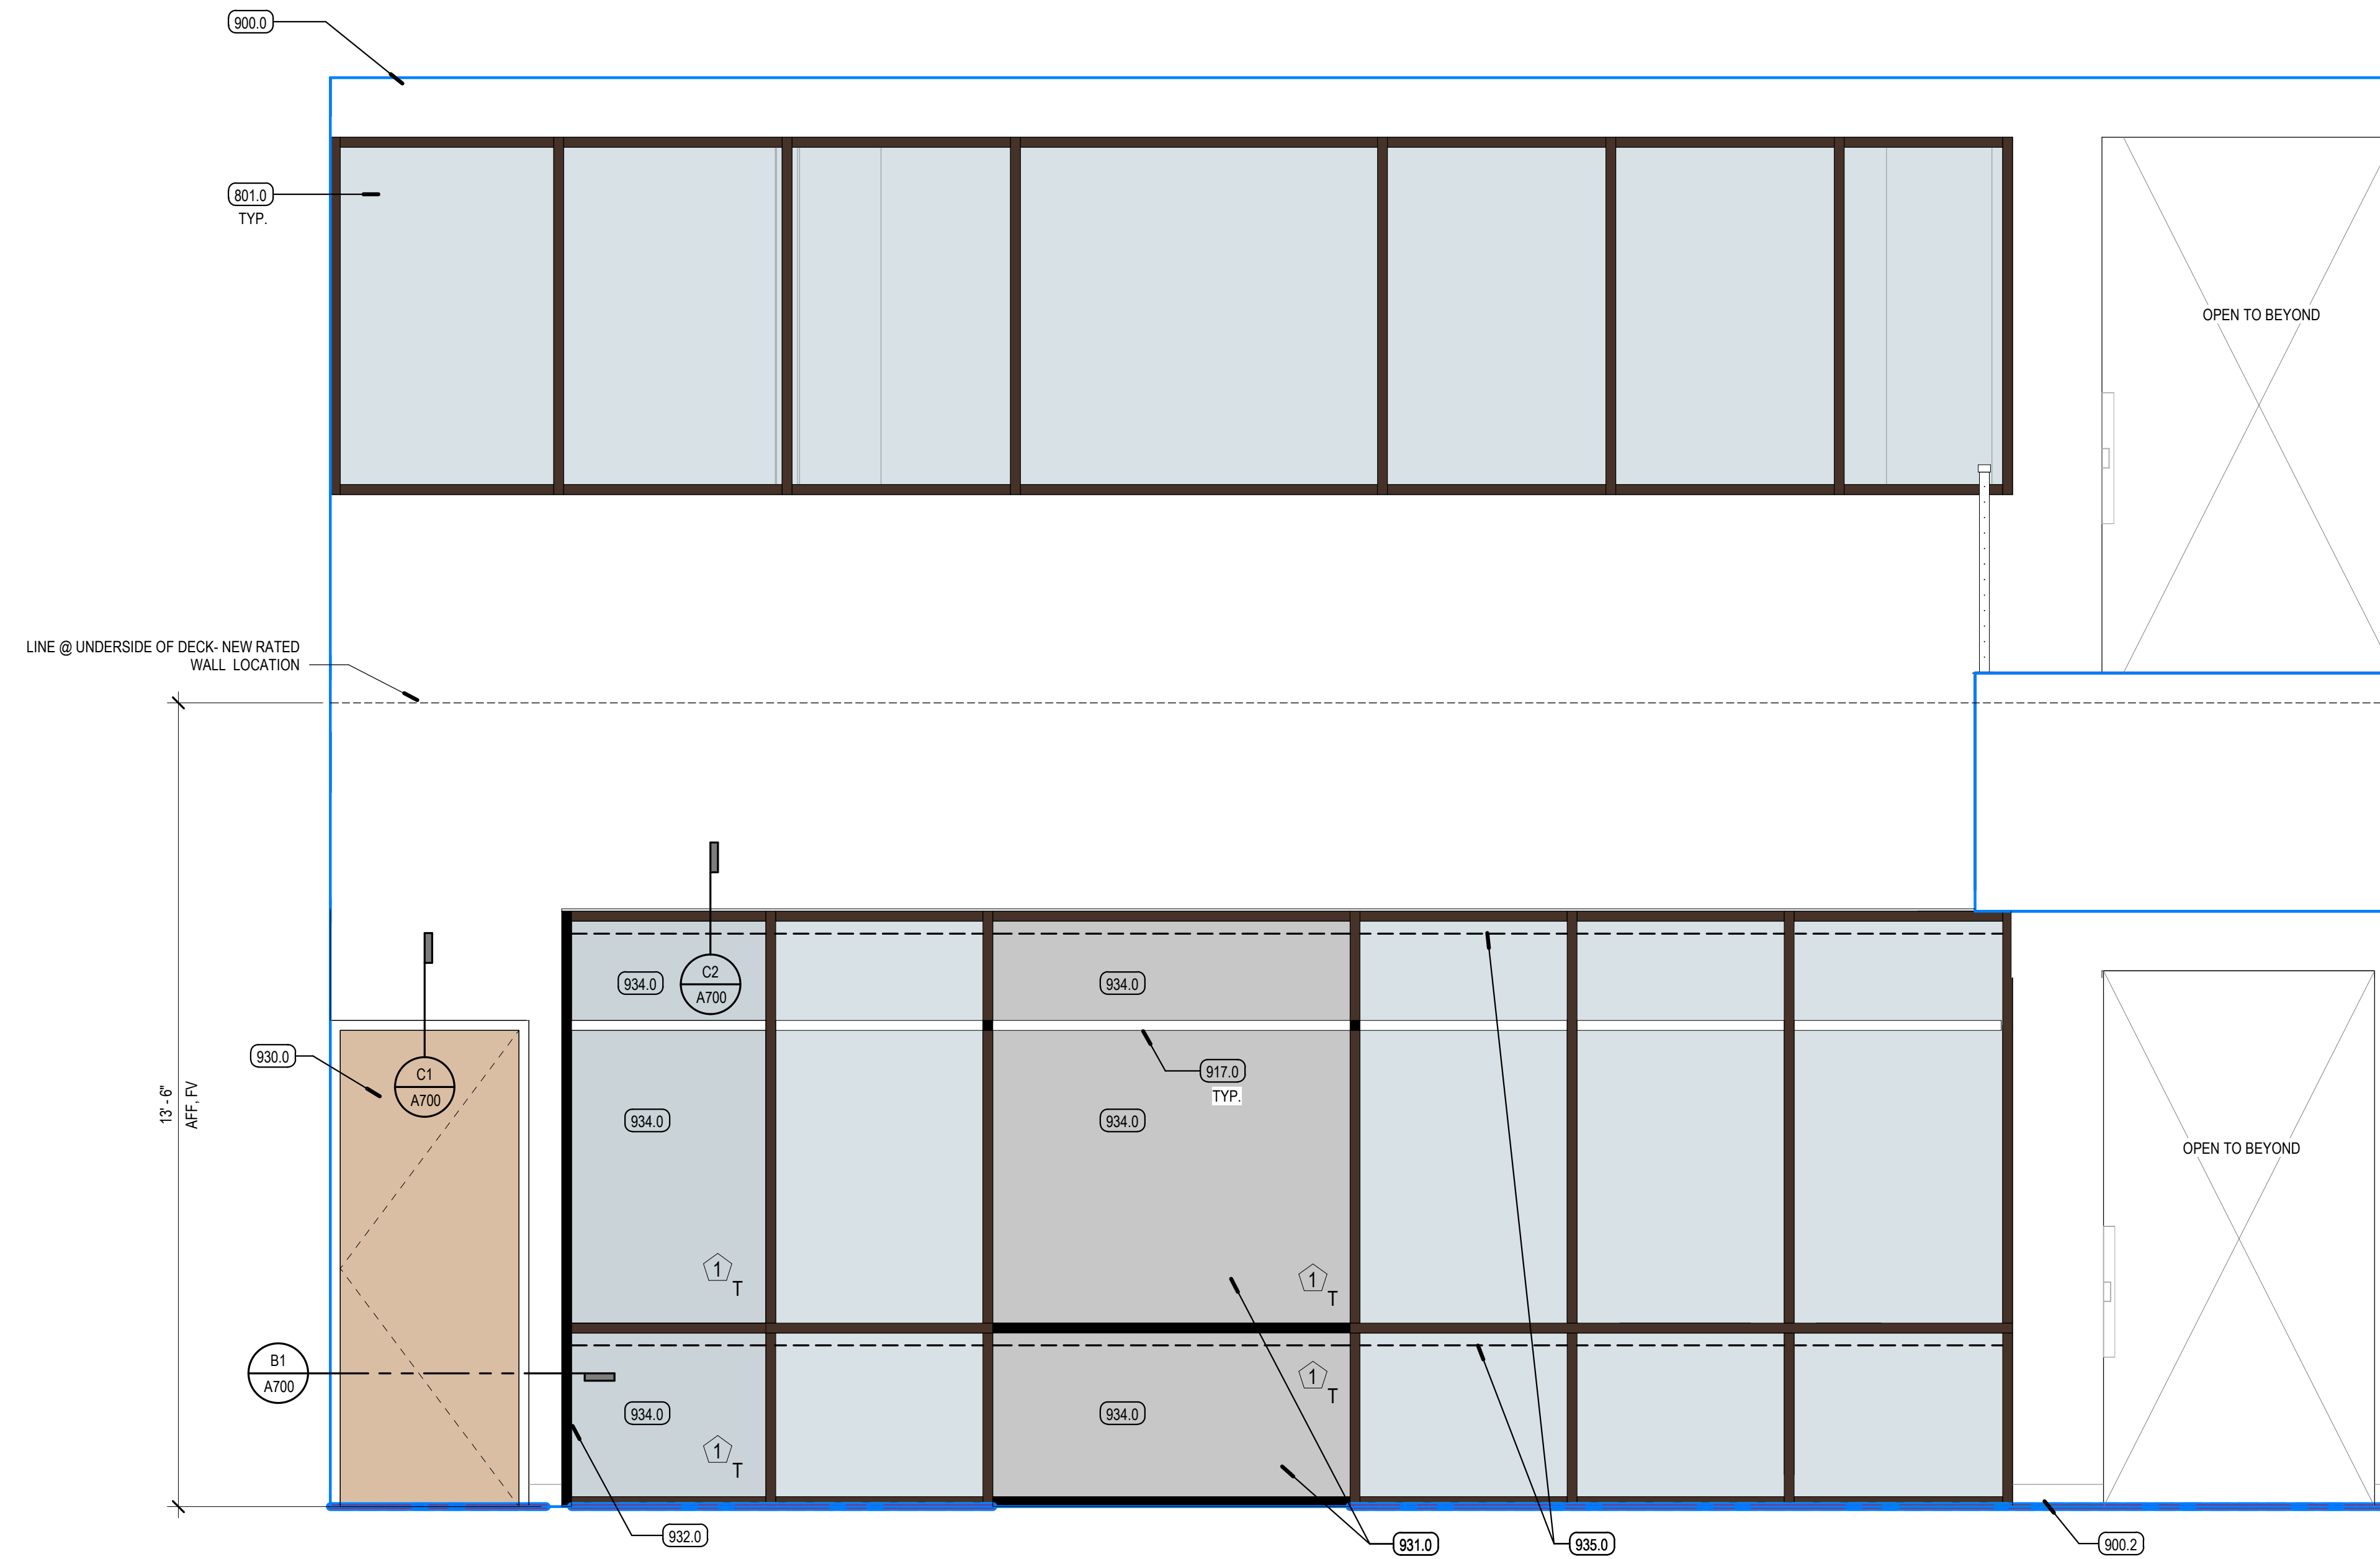 900.0
801.0
TYP.
OPEN TO BEYOND
LINE @ UNDERSIDE OF DECK- NEW RATED
WALL LOCATION
13' - 6"
AFF, FV
C2
A700
934.0
934.0
930.0
C1
A700
917.0
TYP.
934.0
934.0
OPEN TO BEYOND
1
T
1
T
B1
A700
1
T
934.0
934.0
1
T
932.0
931.0
935.0
900.2